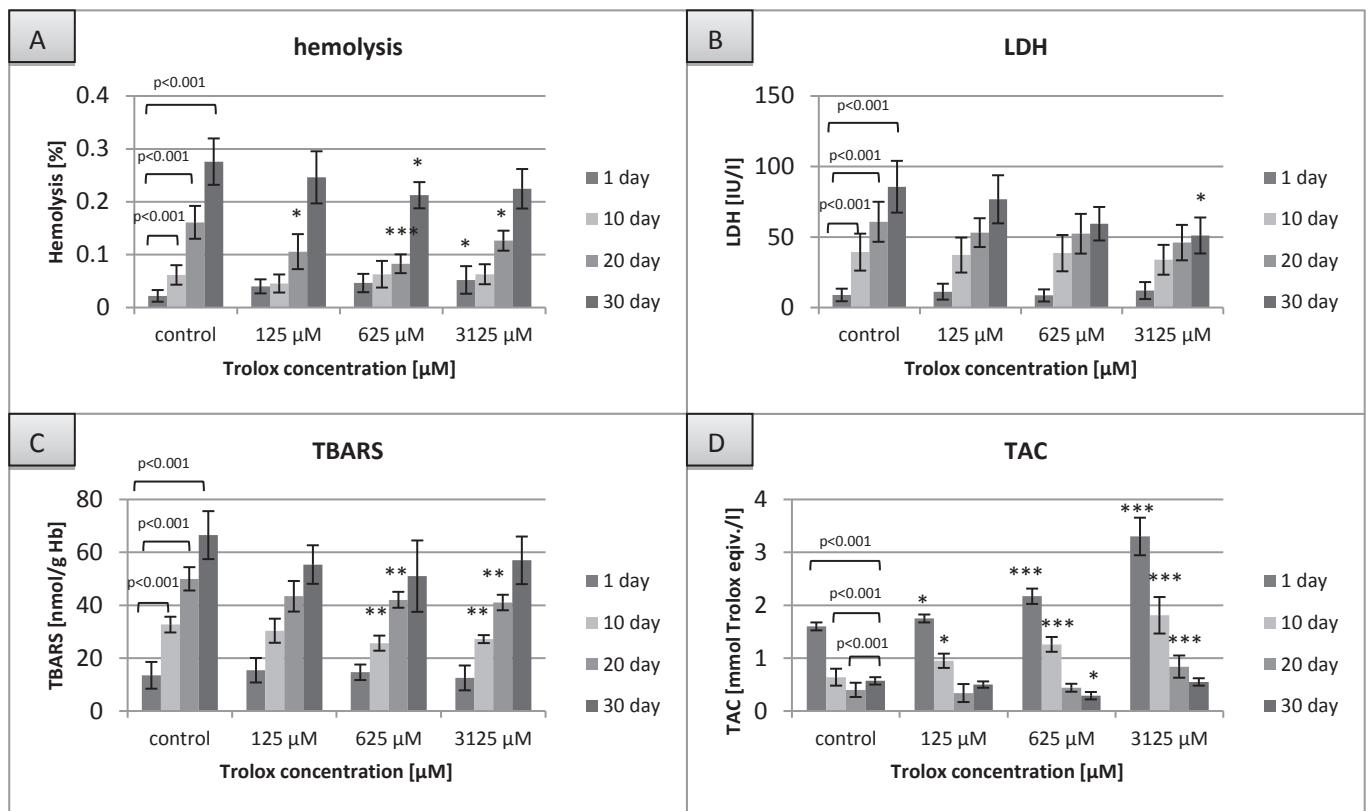 A
hemolysis
p<0.001
p<0.001
p<0.001
Hemolysis [%]
0.4
0.3
0.2
0.1
0
*
*
***
*
*
control
125 µM
625 µM
3125 µM
Trolox concentration [µM]
1 day
10 day
20 day
30 day
B
LDH
p<0.001
p<0.001
p<0.001
LDH [IU/l]
150
100
50
0
*
control
125 µM
625 µM
3125 µM
Trolox concentration [µM]
1 day
10 day
20 day
30 day
C
TBARS
p<0.001
p<0.001
p<0.001
TBARS [nmol/g Hb]
80
60
40
20
0
**
**
**
**
control
125 µM
625 µM
3125 µM
Trolox concentration [µM]
1 day
10 day
20 day
30 day
D
TAC
p<0.001
p<0.001
p<0.001
TAC [mmol Trolox eqiv./l]
4
3
2
1
0
*
*
***
***
*
***
***
***
control
125 µM
625 µM
3125 µM
Trolox concentration [µM]
1 day
10 day
20 day
30 day